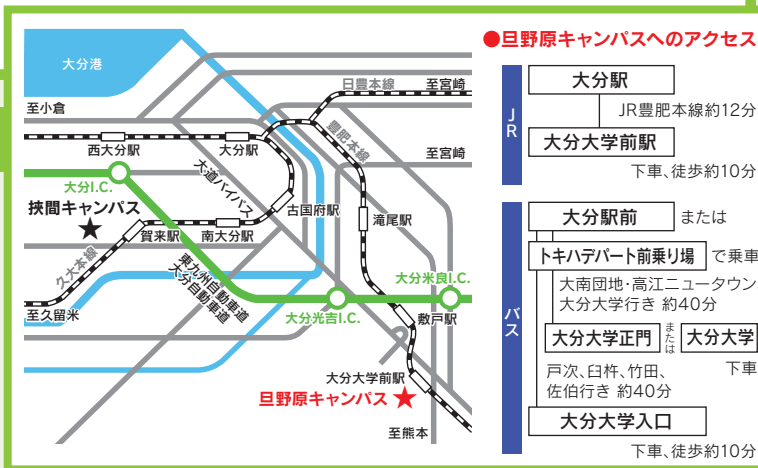 大分港
日豊本線
至宮崎
至小倉
豊肥本線
西大分駅
大分駅
至宮崎
大分I.C.
大道バイパス
挾間キャンパス
古国府駅
滝尾駅
賀来駅
南大分駅
久大本線
東九州自動車道
大分自動車道
大分米良I.C.
至久留米
大分光吉I.C.
敷戸駅
大分大学前駅
旦野原キャンパス
至熊本
●旦野原キャンパスへのアクセス
JR
大分駅
JR豊肥本線約12分
大分大学前駅
下車、徒歩約10分
バス
大分駅前 または
トキハデパート前乗り場 で乗車
大南団地・高江ニュータウン
大分大学行き 約40分
大分大学正門 または 大分大学
下車
戸次、臼杵、竹田、
佐伯行き 約40分
大分大学入口
下車、徒歩約10分